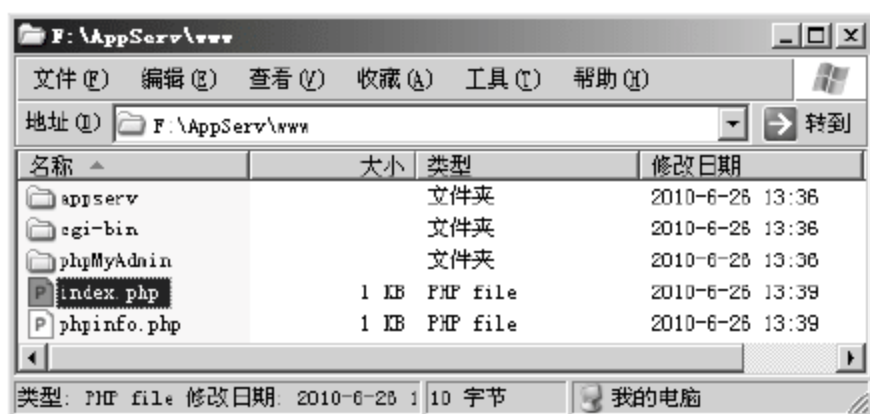 F:\AppServ\www
文件(F) 编辑(E) 查看(V) 收藏(A) 工具(T) 帮助(H)
地址(D) F:\AppServ\www 转到
名称 大小 类型 修改日期
appserv 文件夹 2010-6-26 13:36
cgi-bin 文件夹 2010-6-26 13:36
phpMyAdmin 文件夹 2010-6-26 13:36
index.php 1 KB PHP file 2010-6-26 13:39
phpinfo.php 1 KB PHP file 2010-6-26 13:39
类型: PHP file 修改日期: 2010-6-26 1 10 字节 我的电脑